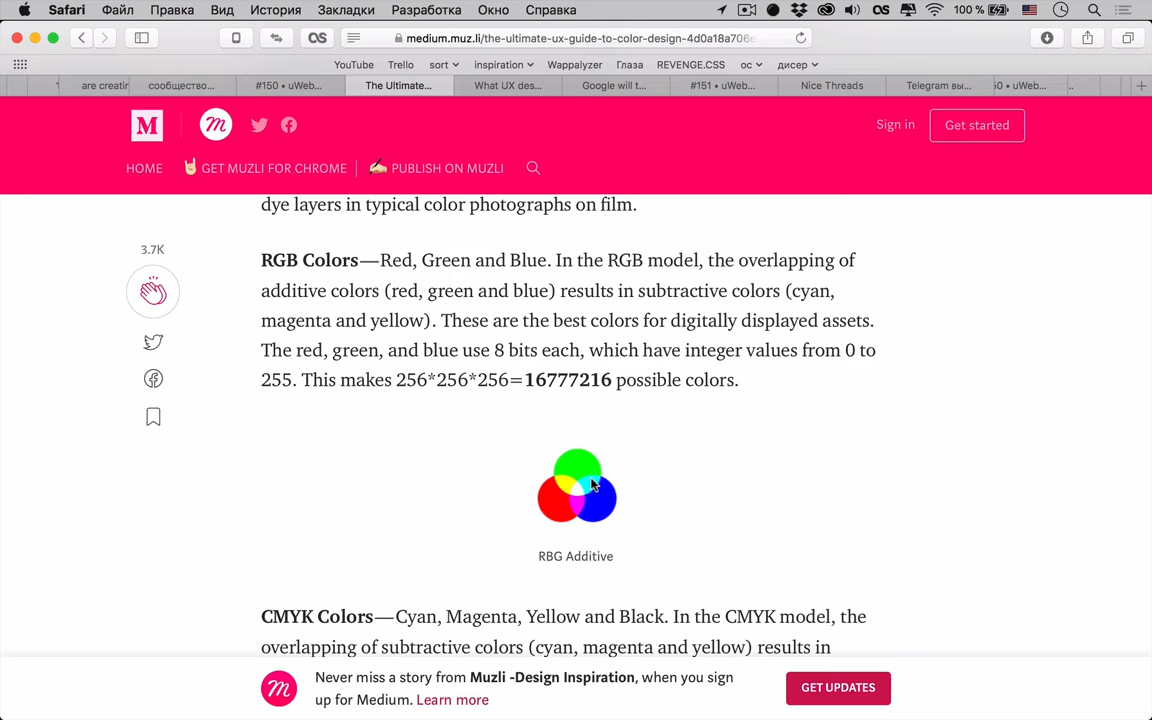 Safari Файл Правка Вид История Закладки Разработка Окно Справка 100 %
medium.muz.li/the-ultimate-ux-guide-to-color-design-4d0a18a706e
YouTube Trello sort inspiration Wappalyzer Глаза REVENGE.CSS ос дисер
are creatin сообщество... #150 • uWeb... The Ultimate... What UX des... Google will t... #151 • uWeb... Nice Threads Telegram вы... 50 • uWeb...
M Sign in Get started
HOME GET MUZLI FOR CHROME PUBLISH ON MUZLI
dye layers in typical color photographs on film.
3.7K
RGB Colors—Red, Green and Blue. In the RGB model, the overlapping of
additive colors (red, green and blue) results in subtractive colors (cyan,
magenta and yellow). These are the best colors for digitally displayed assets.
The red, green, and blue use 8 bits each, which have integer values from 0 to
255. This makes 256*256*256=16777216 possible colors.
RBG Additive
CMYK Colors—Cyan, Magenta, Yellow and Black. In the CMYK model, the
overlapping of subtractive colors (cyan, magenta and yellow) results in
Never miss a story from Muzli -Design Inspiration, when you sign
up for Medium. Learn more
GET UPDATES